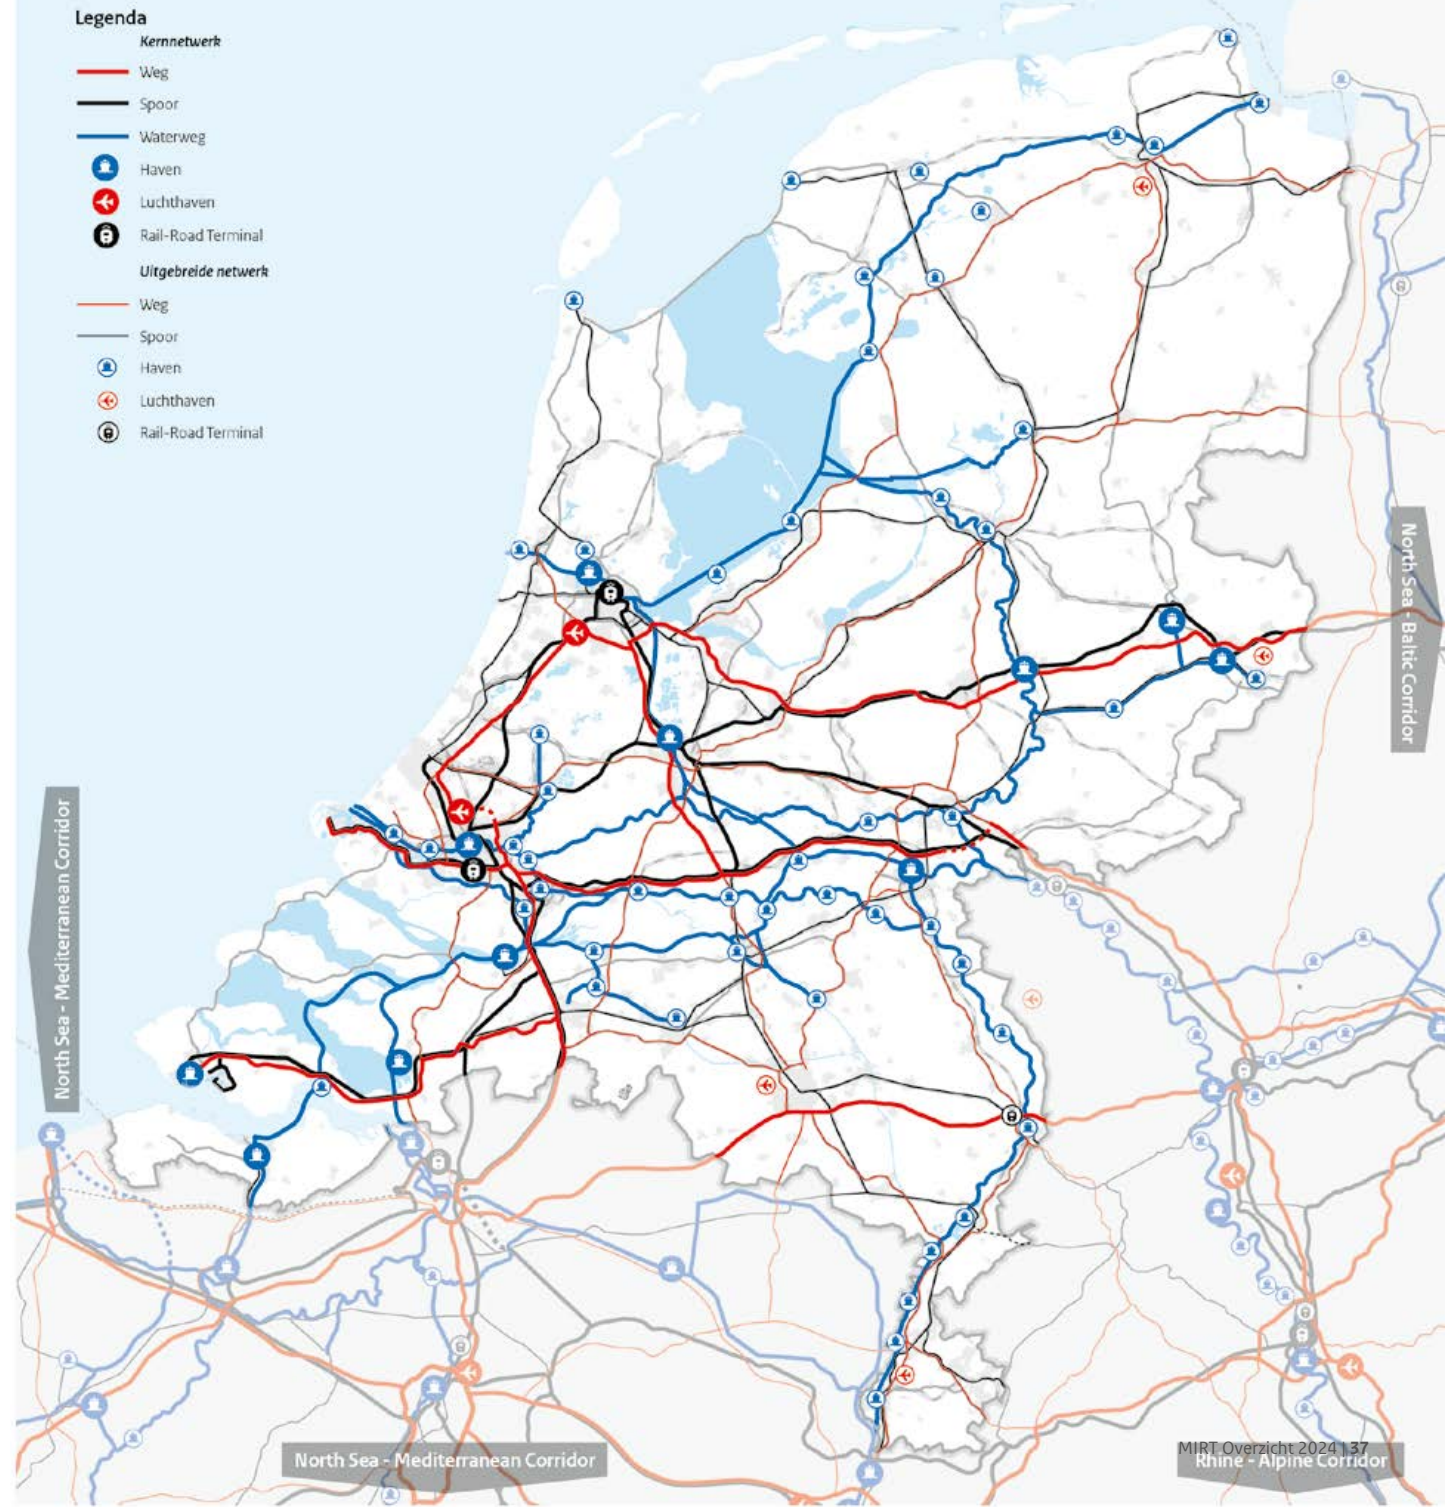 Legenda
Kernnetwerk
Weg
Spoor
Waterweg
Haven
Luchthaven
Rail-Road Terminal
Uitgebreide netwerk
Weg
Spoor
Haven
Luchthaven
Rail-Road Terminal
North Sea - Baltic Corridor
North Sea - Mediterranean Corridor
North Sea - Mediterranean Corridor
MIRT Overzicht 2024 | 37
Rhine - Alpine Corridor